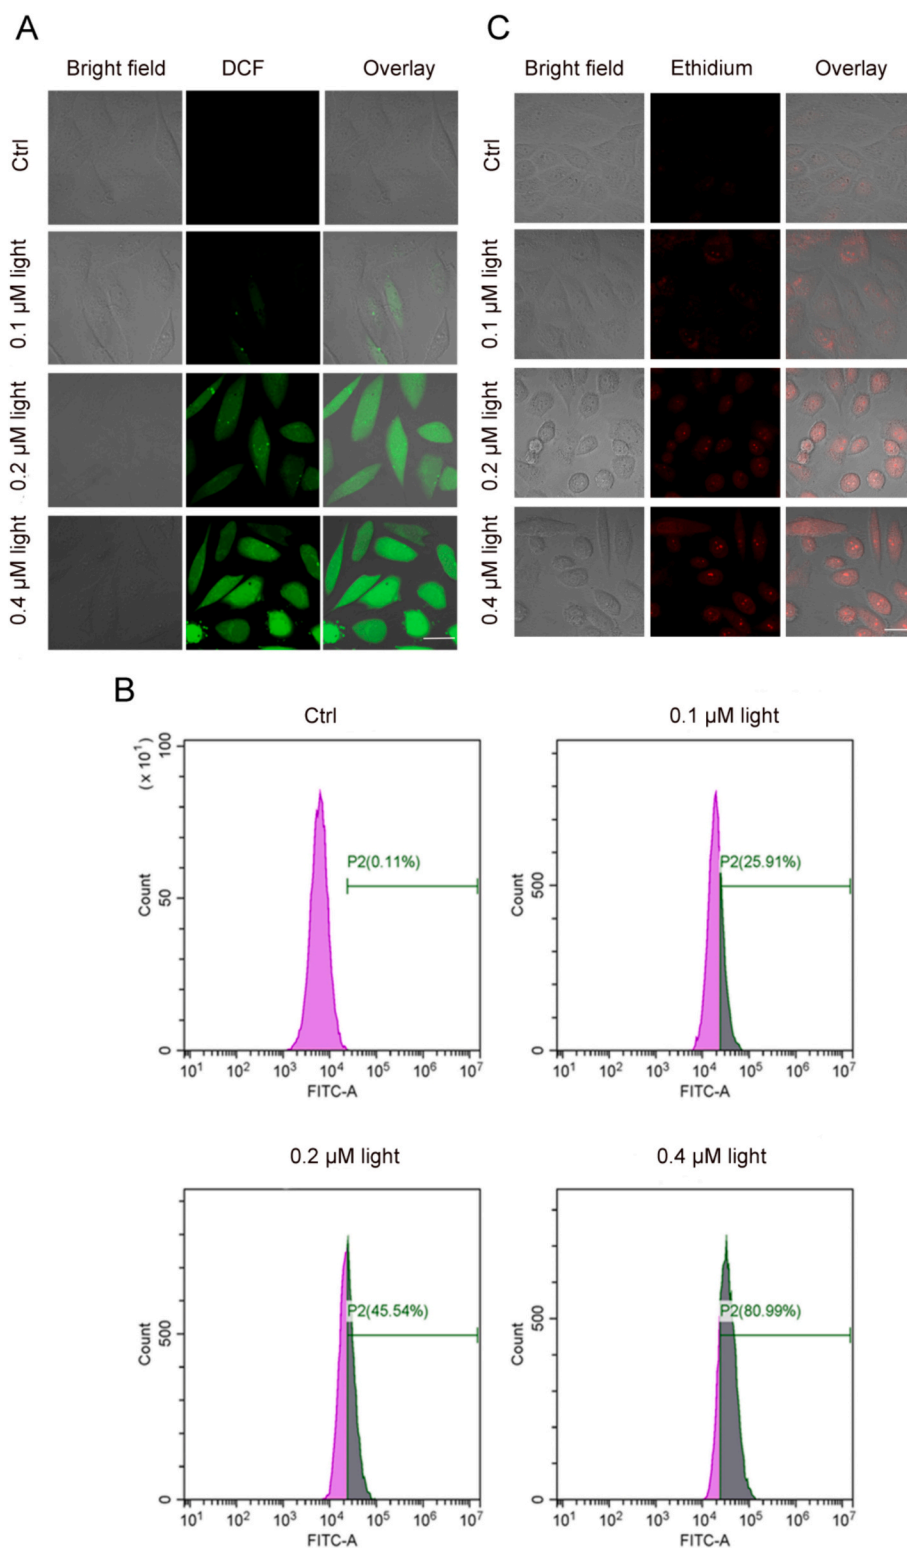 A
Bright field DCF Overlay
Ctrl
0.1 µM light
0.2 µM light
0.4 µM light
C
Bright field Ethidium Overlay
Ctrl
0.1 µM light
0.2 µM light
0.4 µM light
B
Ctrl
(x 10¹)
100
50
0
Count
P2(0.11%)
10¹ 10² 10³ 10⁴ 10⁵ 10⁶ 10⁷
FITC-A
0.1 µM light
500
0
Count
P2(25.91%)
10¹ 10² 10³ 10⁴ 10⁵ 10⁶ 10⁷
FITC-A
0.2 µM light
500
0
Count
P2(45.54%)
10¹ 10² 10³ 10⁴ 10⁵ 10⁶ 10⁷
FITC-A
0.4 µM light
500
0
Count
P2(80.99%)
10¹ 10² 10³ 10⁴ 10⁵ 10⁶ 10⁷
FITC-A